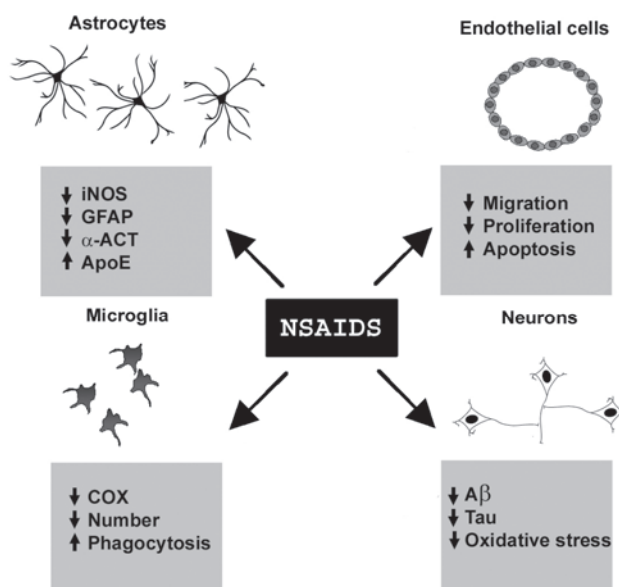 Astrocytes
↓ iNOS
↓ GFAP
↓ α-ACT
↑ ApoE
Endothelial cells
↓ Migration
↓ Proliferation
↑ Apoptosis
NSAIDS
Microglia
↓ COX
↓ Number
↑ Phagocytosis
Neurons
↓ Aβ
↓ Tau
↓ Oxidative stress